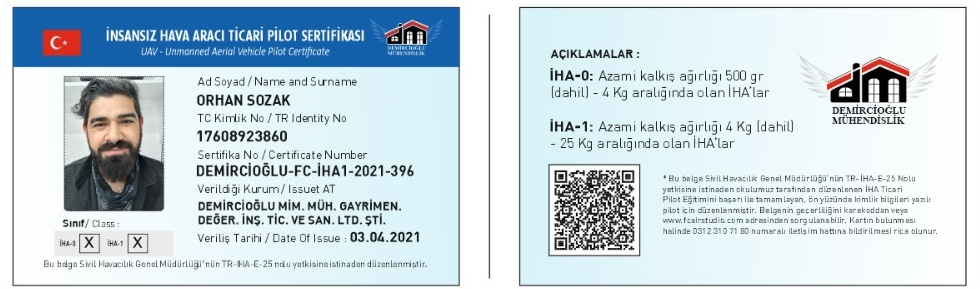 İNSANSIZ HAVA ARACI TİCARİ PİLOT SERTİFİKASI
UAV - Unmanned Aerial Vehicle Pilot Certificate
DEMİRCİOĞLU
MÜHENDİSLİK
Ad Soyad / Name and Surname
ORHAN SOZAK
TC Kimlik No / TR Identity No
17608923860
Sertifika No / Certificate Number
DEMİRCİOĞLU-FC-İHA1-2021-396
Verildiği Kurum / Issuet AT
DEMİRCİOĞLU MİM. MÜH. GAYRİMEN.
DEĞER. İNŞ. TİC. VE SAN. LTD. ŞTİ.
Veriliş Tarihi / Date Of Issue : 03.04.2021
Sınıf/ Class :
İHA-0 X İHA-1 X
Bu belge Sivil Havacılık Genel Müdürlüğü'nün TR-İHA-E-25 nolu yetkisine istinaden düzenlenmiştir.
AÇIKLAMALAR :
İHA-0: Azami kalkış ağırlığı 500 gr
(dahil) - 4 Kg aralığında olan İHA'lar
İHA-1: Azami kalkış ağırlığı 4 Kg (dahil)
- 25 Kg aralığında olan İHA'lar
dm
DEMİRCİOĞLU
MÜHENDİSLİK
* Bu belge Sivil Havacılık Genel Müdürlüğü'nün TR-İHA-E-25 Nolu
yetkisine istinaden okulumuz tarafından düzenlenen İHA Ticari
Pilot Eğitimini başarı ile tamamlayan, ön yüzünde kimlik bilgileri yazılı
pilot için düzenlenmiştir. Belgenin geçerliliğini karekoddan veya
www.fcairstudio.com adresinden sorgulanabilir. Kartın bulunması
halinde 0312 310 71 80 numaralı iletişim hattına bildirilmesi rica olunur.